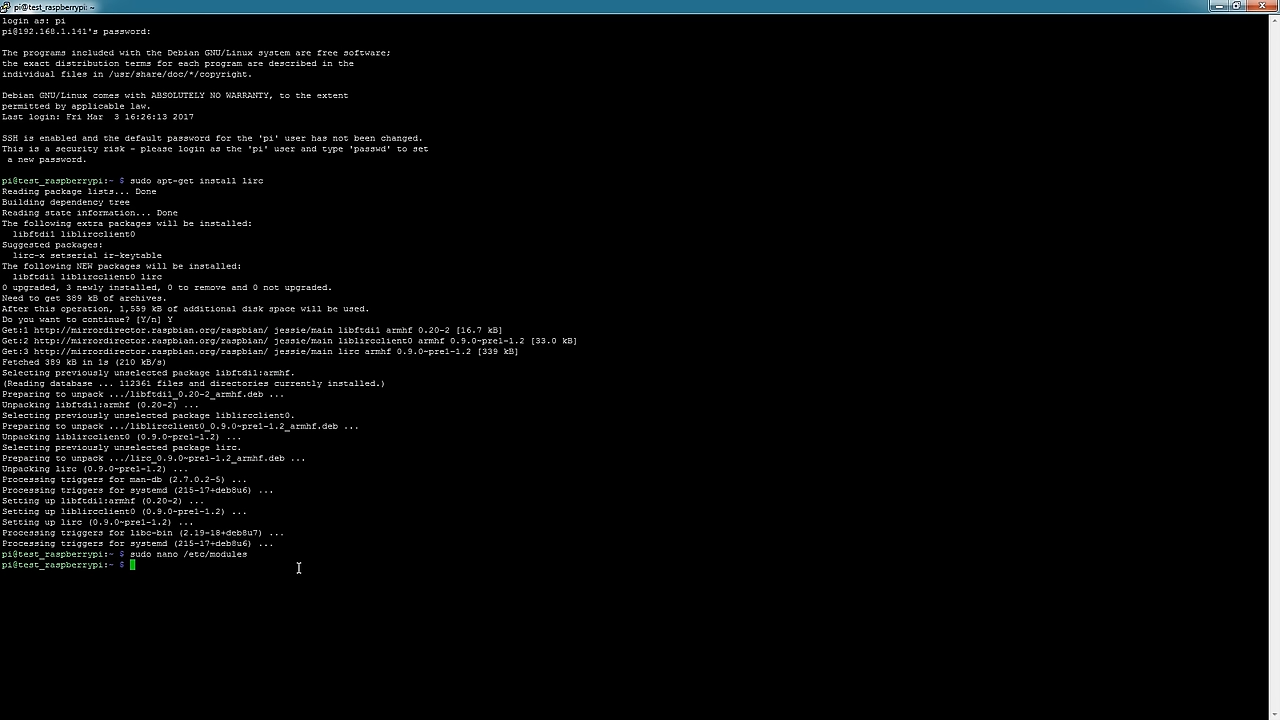 pi@test_raspberrypi: ~
login as: pi
pi@192.168.1.141's password:
The programs included with the Debian GNU/Linux system are free software;
the exact distribution terms for each program are described in the
individual files in /usr/share/doc/*/copyright.
Debian GNU/Linux comes with ABSOLUTELY NO WARRANTY, to the extent
permitted by applicable law.
Last login: Fri Mar  3 16:26:13 2017
SSH is enabled and the default password for the 'pi' user has not been changed.
This is a security risk - please login as the 'pi' user and type 'passwd' to set
 a new password.
pi@test_raspberrypi:~ $ sudo apt-get install lirc
Reading package lists... Done
Building dependency tree
Reading state information... Done
The following extra packages will be installed:
  libftdi1 liblircclient0
Suggested packages:
  lirc-x setserial ir-keytable
The following NEW packages will be installed:
  libftdi1 liblircclient0 lirc
0 upgraded, 3 newly installed, 0 to remove and 0 not upgraded.
Need to get 389 kB of archives.
After this operation, 1,559 kB of additional disk space will be used.
Do you want to continue? [Y/n] Y
Get:1 http://mirrordirector.raspbian.org/raspbian/ jessie/main libftdi1 armhf 0.20-2 [16.7 kB]
Get:2 http://mirrordirector.raspbian.org/raspbian/ jessie/main liblircclient0 armhf 0.9.0~pre1-1.2 [33.0 kB]
Get:3 http://mirrordirector.raspbian.org/raspbian/ jessie/main lirc armhf 0.9.0~pre1-1.2 [339 kB]
Fetched 389 kB in 1s (210 kB/s)
Selecting previously unselected package libftdi1:armhf.
(Reading database ... 112361 files and directories currently installed.)
Preparing to unpack .../libftdi1_0.20-2_armhf.deb ...
Unpacking libftdi1:armhf (0.20-2) ...
Selecting previously unselected package liblircclient0.
Preparing to unpack .../liblircclient0_0.9.0~pre1-1.2_armhf.deb ...
Unpacking liblircclient0 (0.9.0~pre1-1.2) ...
Selecting previously unselected package lirc.
Preparing to unpack .../lirc_0.9.0~pre1-1.2_armhf.deb ...
Unpacking lirc (0.9.0~pre1-1.2) ...
Processing triggers for man-db (2.7.0.2-5) ...
Processing triggers for systemd (215-17+deb8u6) ...
Setting up libftdi1:armhf (0.20-2) ...
Setting up liblircclient0 (0.9.0~pre1-1.2) ...
Setting up lirc (0.9.0~pre1-1.2) ...
Processing triggers for libc-bin (2.19-18+deb8u7) ...
Processing triggers for systemd (215-17+deb8u6) ...
pi@test_raspberrypi:~ $ sudo nano /etc/modules
pi@test_raspberrypi:~ $